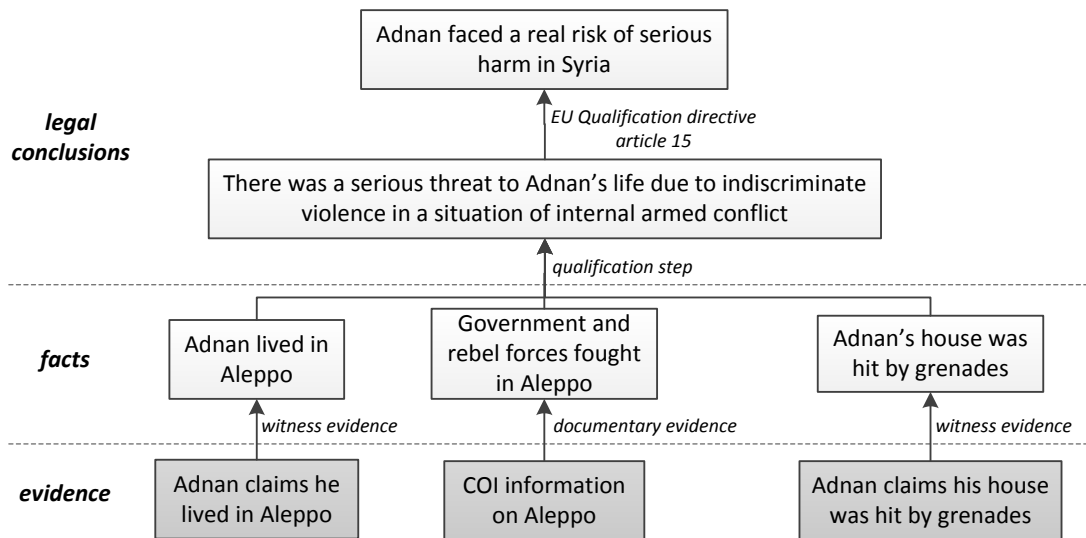 Adnan faced a real risk of serious
harm in Syria
legal
conclusions
EU Qualification directive
article 15
There was a serious threat to Adnan’s life due to indiscriminate
violence in a situation of internal armed conflict
qualification step
facts
Adnan lived in
Aleppo
Government and
rebel forces fought
in Aleppo
Adnan’s house was
hit by grenades
witness evidence
documentary evidence
witness evidence
evidence
Adnan claims he
lived in Aleppo
COI information
on Aleppo
Adnan claims his house
was hit by grenades